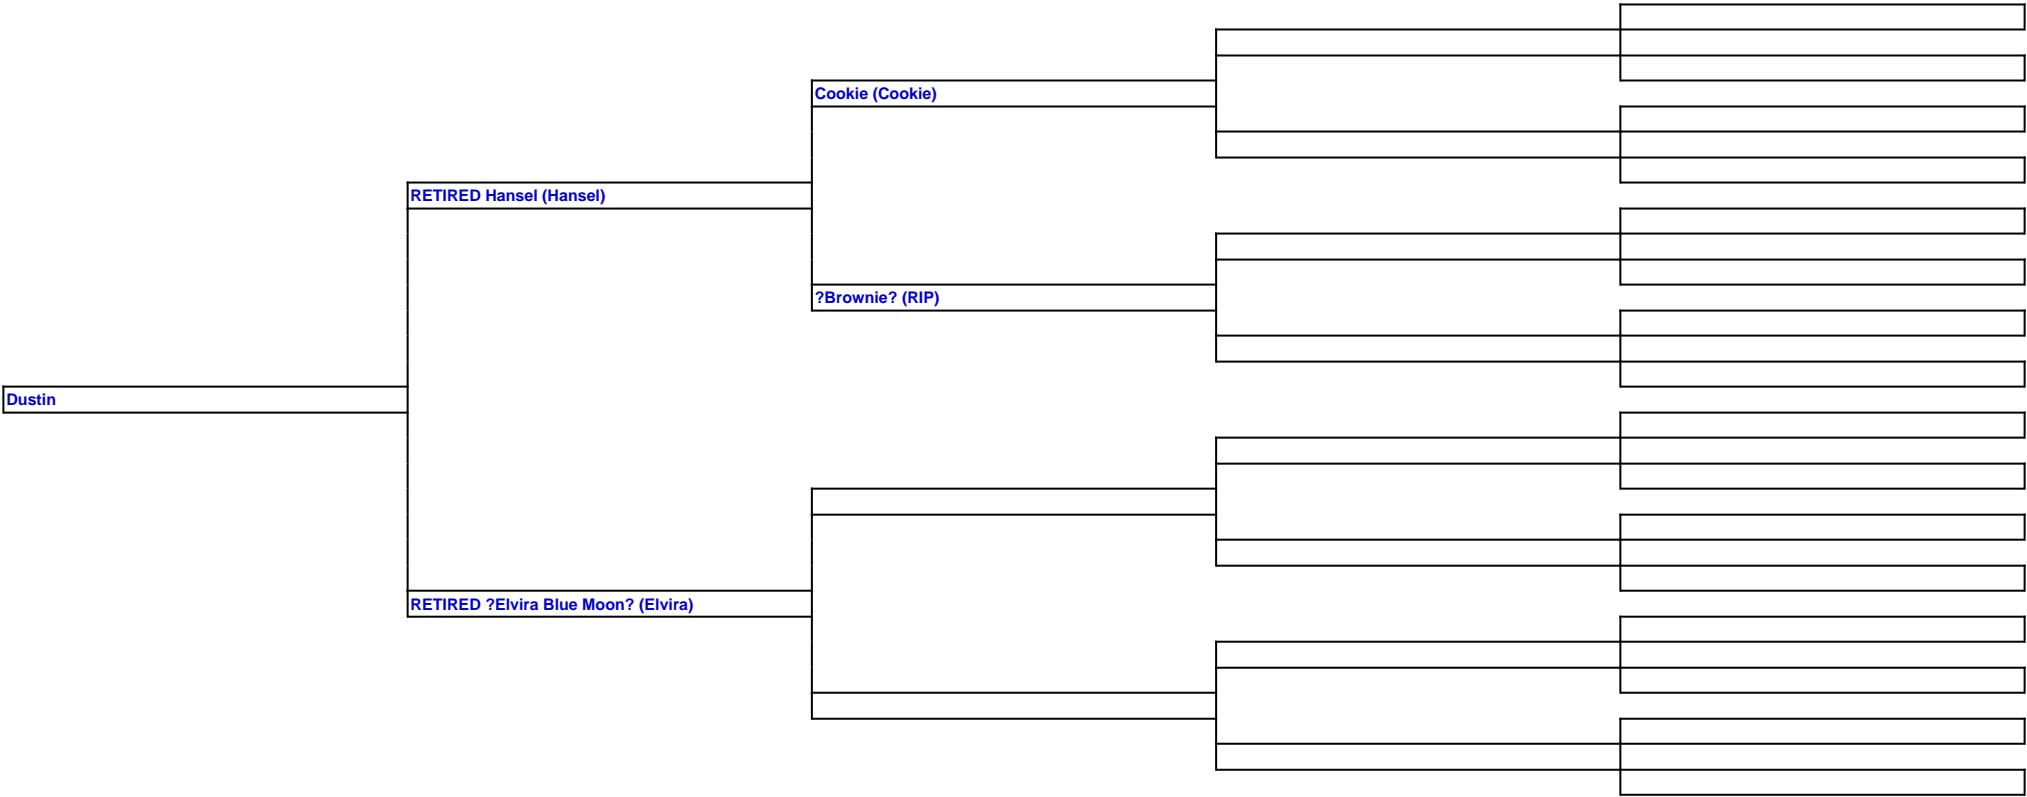 Cookie (Cookie)
RETIRED Hansel (Hansel)
?Brownie? (RIP)
Dustin
RETIRED ?Elvira Blue Moon? (Elvira)